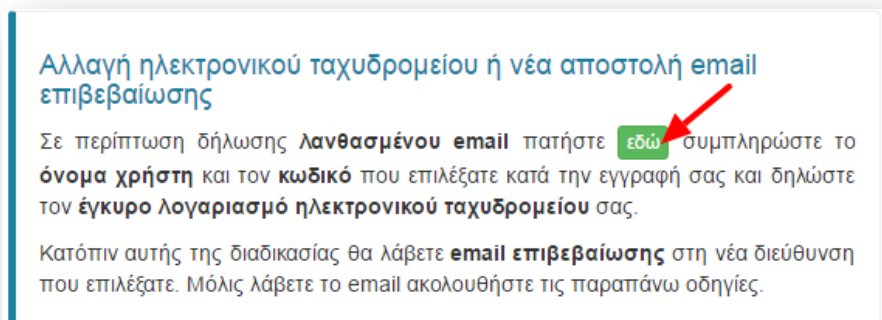 Αλλαγή ηλεκτρονικού ταχυδρομείου ή νέα αποστολή email
επιβεβαίωσης
Σε περίπτωση δήλωσης λανθασμένου email πατήστε εδώ συμπληρώστε το
όνομα χρήστη και τον κωδικό που επιλέξατε κατά την εγγραφή σας και δηλώστε
τον έγκυρο λογαριασμό ηλεκτρονικού ταχυδρομείου σας.
Κατόπιν αυτής της διαδικασίας θα λάβετε email επιβεβαίωσης στη νέα διεύθυνση
που επιλέξατε. Μόλις λάβετε το email ακολουθήστε τις παραπάνω οδηγίες.